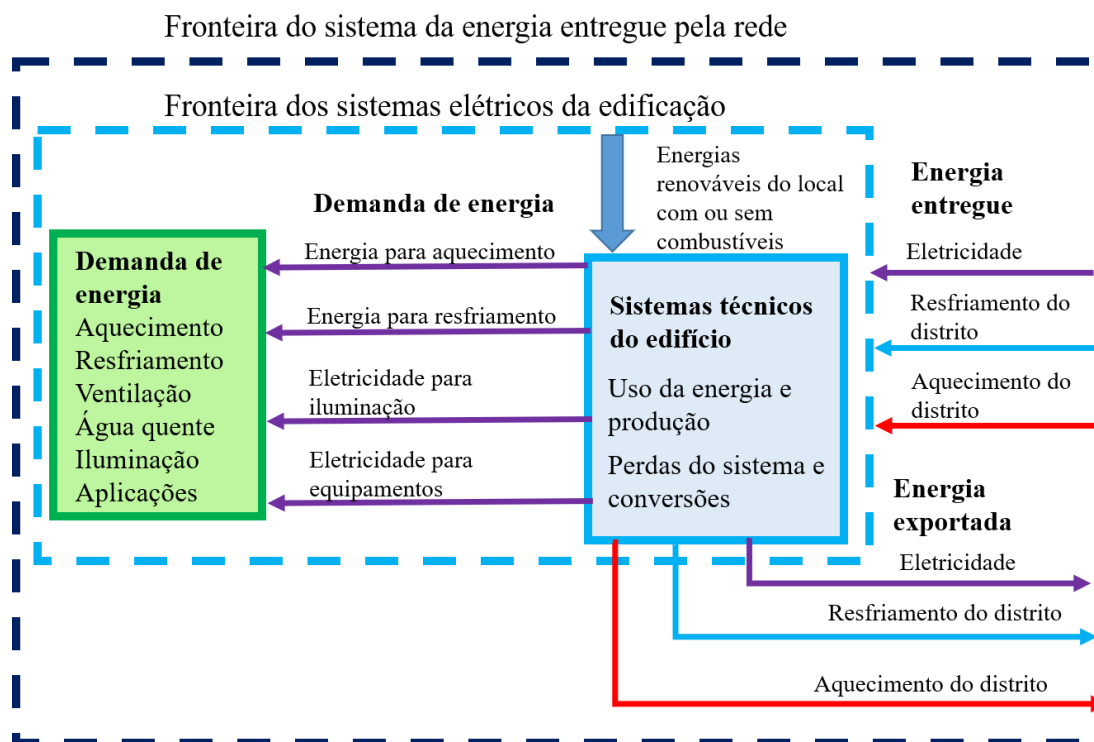 Fronteira do sistema da energia entregue pela rede
Fronteira dos sistemas elétricos da edificação
Energias
renováveis do local
com ou sem
combustíveis
Energia
entregue
Demanda de energia
Demanda de
energia
Aquecimento
Resfriamento
Ventilação
Água quente
Iluminação
Aplicações
Energia para aquecimento
Energia para resfriamento
Eletricidade para
iluminação
Eletricidade para
equipamentos
Sistemas técnicos
do edifício
Uso da energia e
produção
Perdas do sistema e
conversões
Eletricidade
Resfriamento do
distrito
Aquecimento do
distrito
Energia
exportada
Eletricidade
Resfriamento do distrito
Aquecimento do distrito